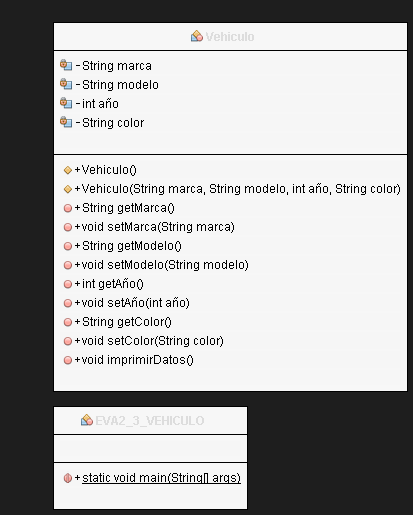 Vehiculo
-String marca
-String modelo
-int año
-String color
+Vehiculo()
+Vehiculo(String marca, String modelo, int año, String color)
+String getMarca()
+void setMarca(String marca)
+String getModelo()
+void setModelo(String modelo)
+int getAño()
+void setAño(int año)
+String getColor()
+void setColor(String color)
+void imprimirDatos()
EVA2_3_VEHICULO
+static void main(String[] args)